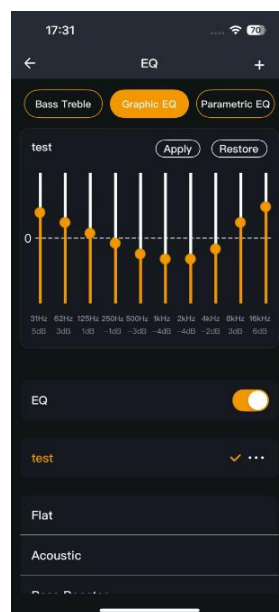 17:31
70
EQ
+
Bass Treble Graphic EQ Parametric EQ
test Apply Restore
0
31Hz 62Hz 125Hz 250Hz 500Hz 1kHz 2kHz 4kHz 8kHz 16kHz
5dB 3dB 1dB -1dB -3dB -4dB -4dB -2dB 3dB 6dB
EQ
test
Flat
Acoustic